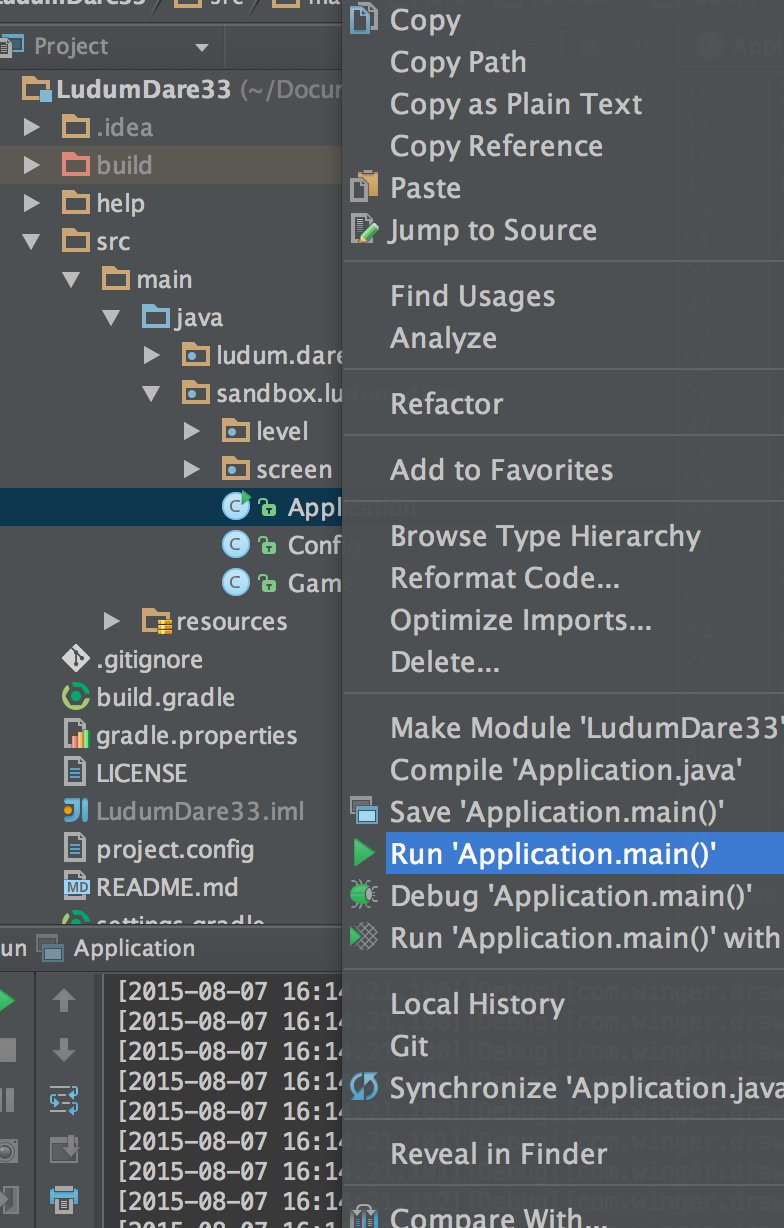 Project
LudumDare33 (~/Docum
.idea
build
help
src
main
java
ludum.dare
sandbox.lu
level
screen
Application
Config
Game
resources
.gitignore
build.gradle
gradle.properties
LICENSE
LudumDare33.iml
project.config
README.md
settings.gradle
un Application
[2015-08-07 16:14
[2015-08-07 16:14
[2015-08-07 16:14
[2015-08-07 16:14
[2015-08-07 16:14
[2015-08-07 16:14
[2015-08-07 16:14
[2015-08-07 16:14
Copy
Copy Path
Copy as Plain Text
Copy Reference
Paste
Jump to Source
Find Usages
Analyze
Refactor
Add to Favorites
Browse Type Hierarchy
Reformat Code...
Optimize Imports...
Delete...
Make Module 'LudumDare33'
Compile 'Application.java'
Save 'Application.main()'
Run 'Application.main()'
Debug 'Application.main()'
Run 'Application.main()' with
Local History
Git
Synchronize 'Application.java
Reveal in Finder
Compare With...